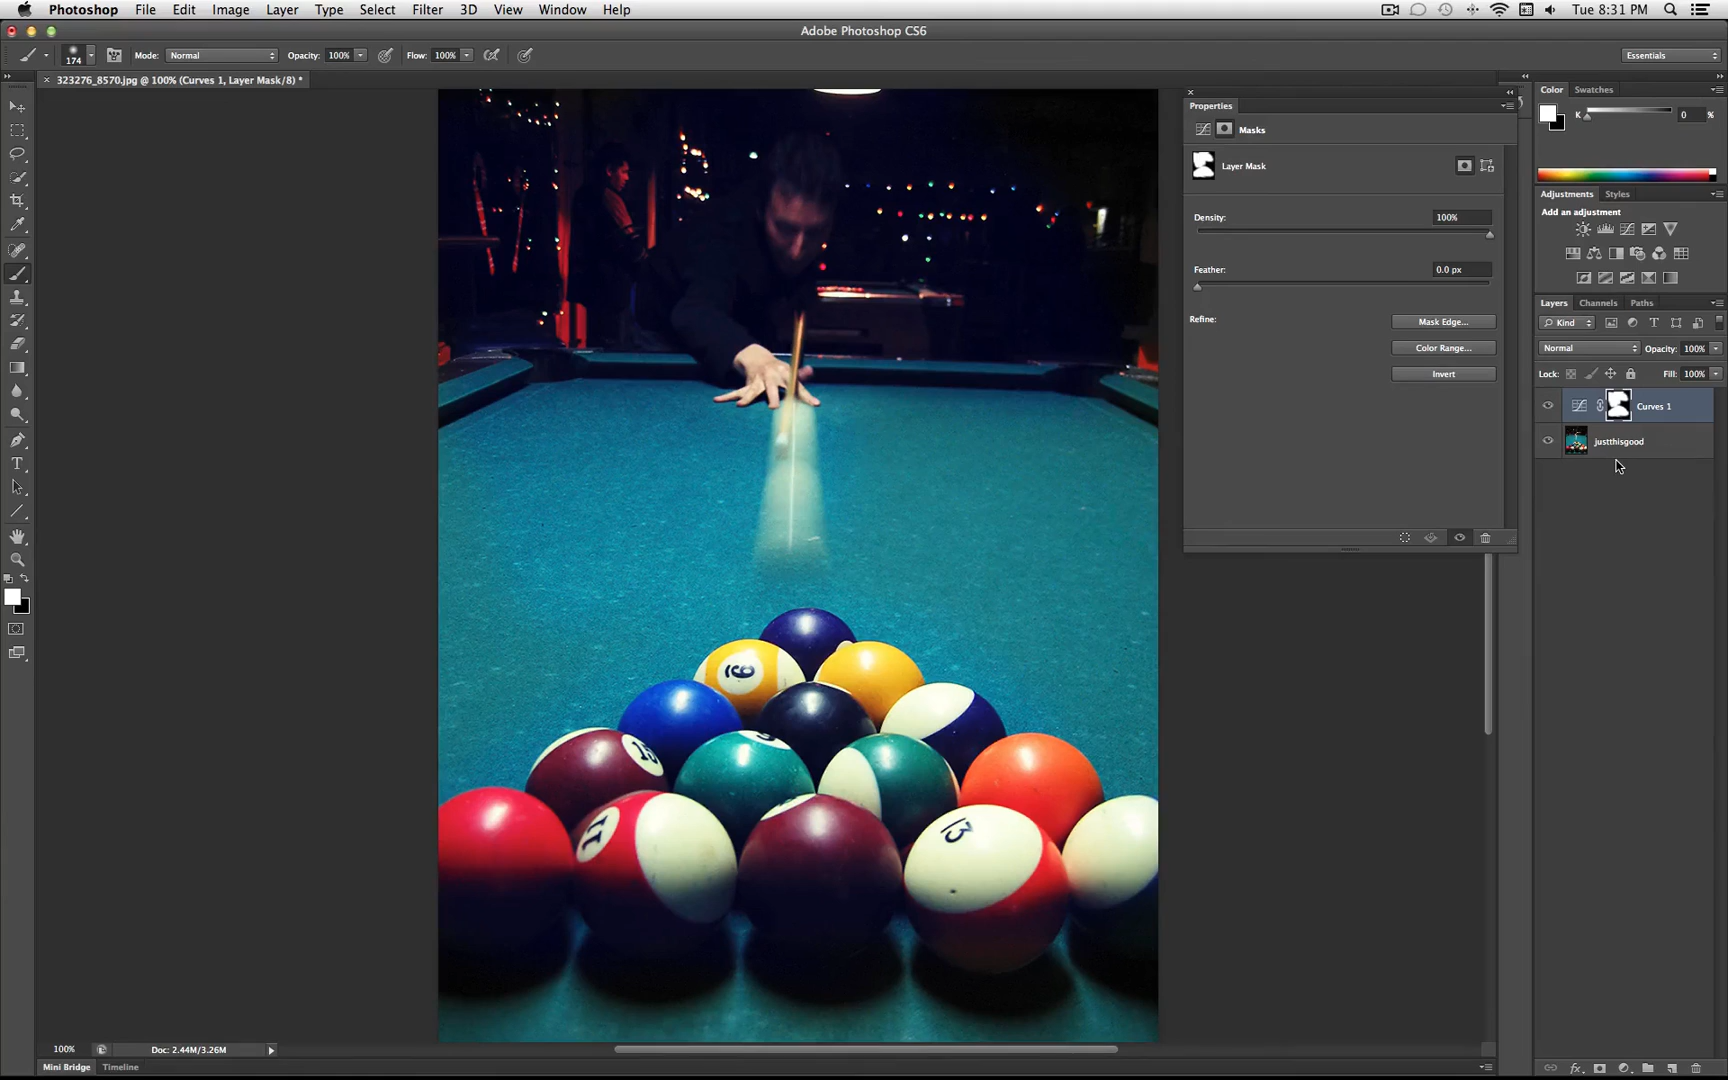 Photoshop File Edit Image Layer Type Select Filter 3D View Window Help Tue 8:31 PM
Adobe Photoshop CS6
174 Mode: Normal Opacity: 100% Flow: 100% Essentials
323276_8570.jpg @ 100% (Curves 1, Layer Mask/8) *
Properties
Masks
Layer Mask
Density: 100%
Feather: 0.0 px
Refine: Mask Edge...
Color Range...
Invert
Color Swatches
K 0 %
Adjustments Styles
Add an adjustment
Layers Channels Paths
Kind
Normal Opacity: 100%
Lock: Fill: 100%
Curves 1
justthisgood
15
11
13
100% Doc: 2.44M/3.26M
Mini Bridge Timeline